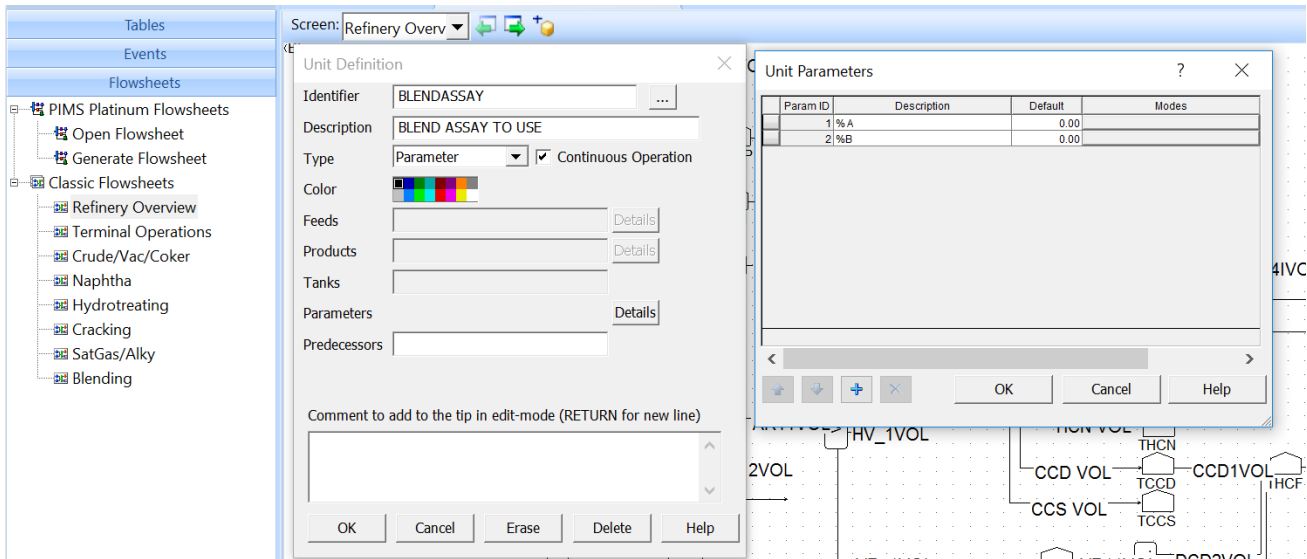 Tables
Events
Flowsheets
PIMS Platinum Flowsheets
Open Flowsheet
Generate Flowsheet
Classic Flowsheets
Refinery Overview
Terminal Operations
Crude/Vac/Coker
Naphtha
Hydrotreating
Cracking
SatGas/Alky
Blending
Screen: Refinery Overv
Unit Definition
Identifier BLENDASSAY ...
Description BLEND ASSAY TO USE
Type Parameter Continuous Operation
Color
Feeds Details
Products Details
Tanks
Parameters Details
Predecessors
Comment to add to the tip in edit-mode (RETURN for new line)
OK Cancel Erase Delete Help
Unit Parameters ?
Param ID Description Default Modes
1 %A 0.00
2 %B 0.00
OK Cancel Help
4IVO
HV_1VOL
THCN
2VOL
CCD VOL
TCCD
CCD1VOL
THCF
CCS VOL
TCCS